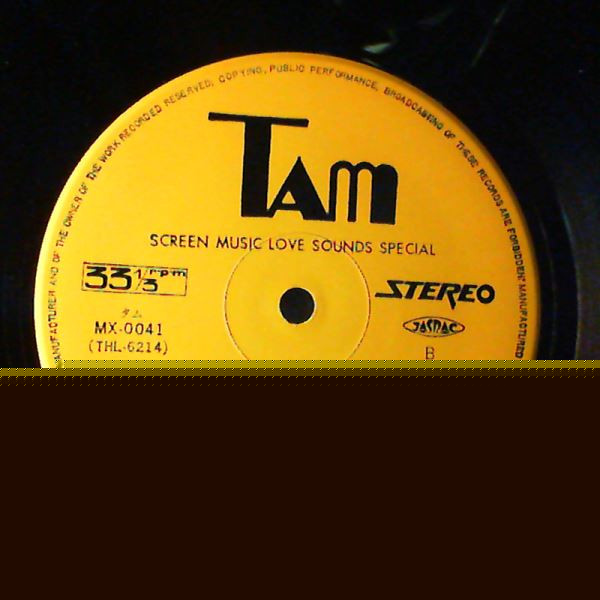 MANUFACTURER AND OF THE OWNER OF THE WORK RECORDED RESERVED, COPYING, PUBLIC PERFORMANCE, BROADCASTING OF THESE RECORDS ARE FORBIDDEN. MANUFACTURED
TAM
SCREEN MUSIC LOVE SOUNDS SPECIAL
33 1/3 rpm
STEREO
タム
MX-0041
JASRAC
(THL-6214)
B